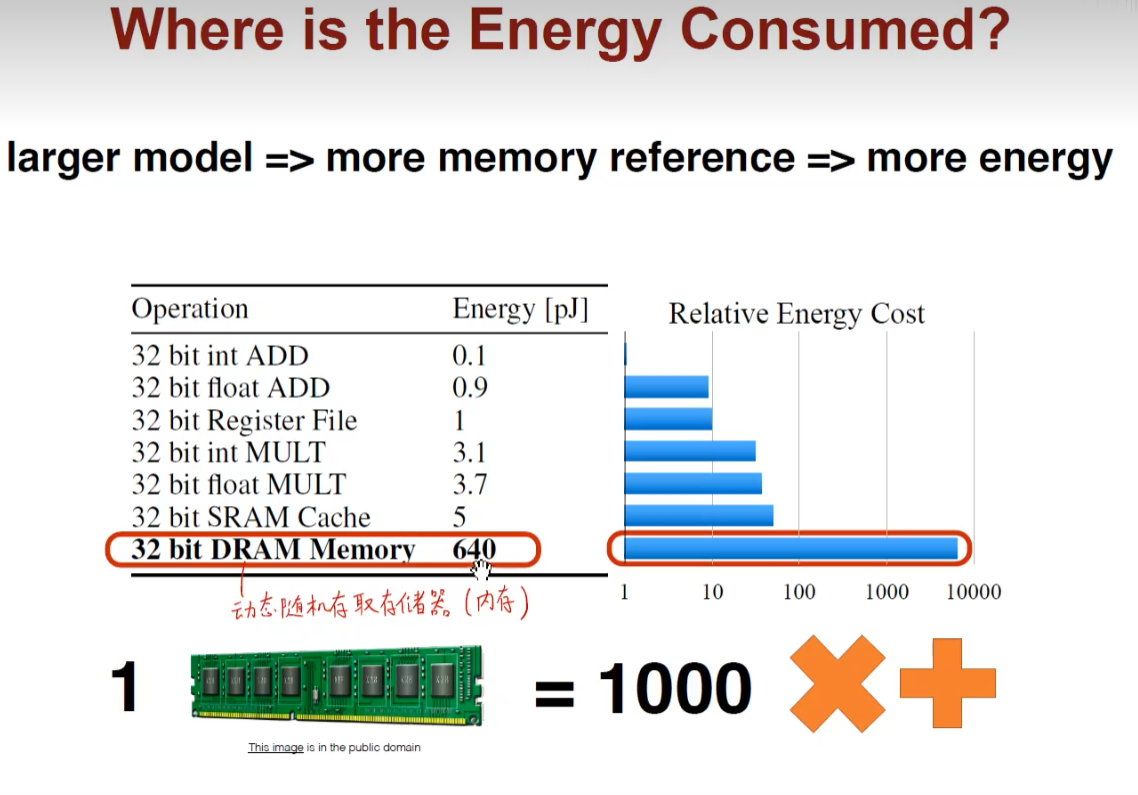 Where is the Energy Consumed?
larger model => more memory reference => more energy
Operation Energy [pJ]
32 bit int ADD 0.1
32 bit float ADD 0.9
32 bit Register File 1
32 bit int MULT 3.1
32 bit float MULT 3.7
32 bit SRAM Cache 5
32 bit DRAM Memory 640
Relative Energy Cost
1 10 100 1000 10000
动态随机存取存储器(内存)
1 = 1000
This image is in the public domain